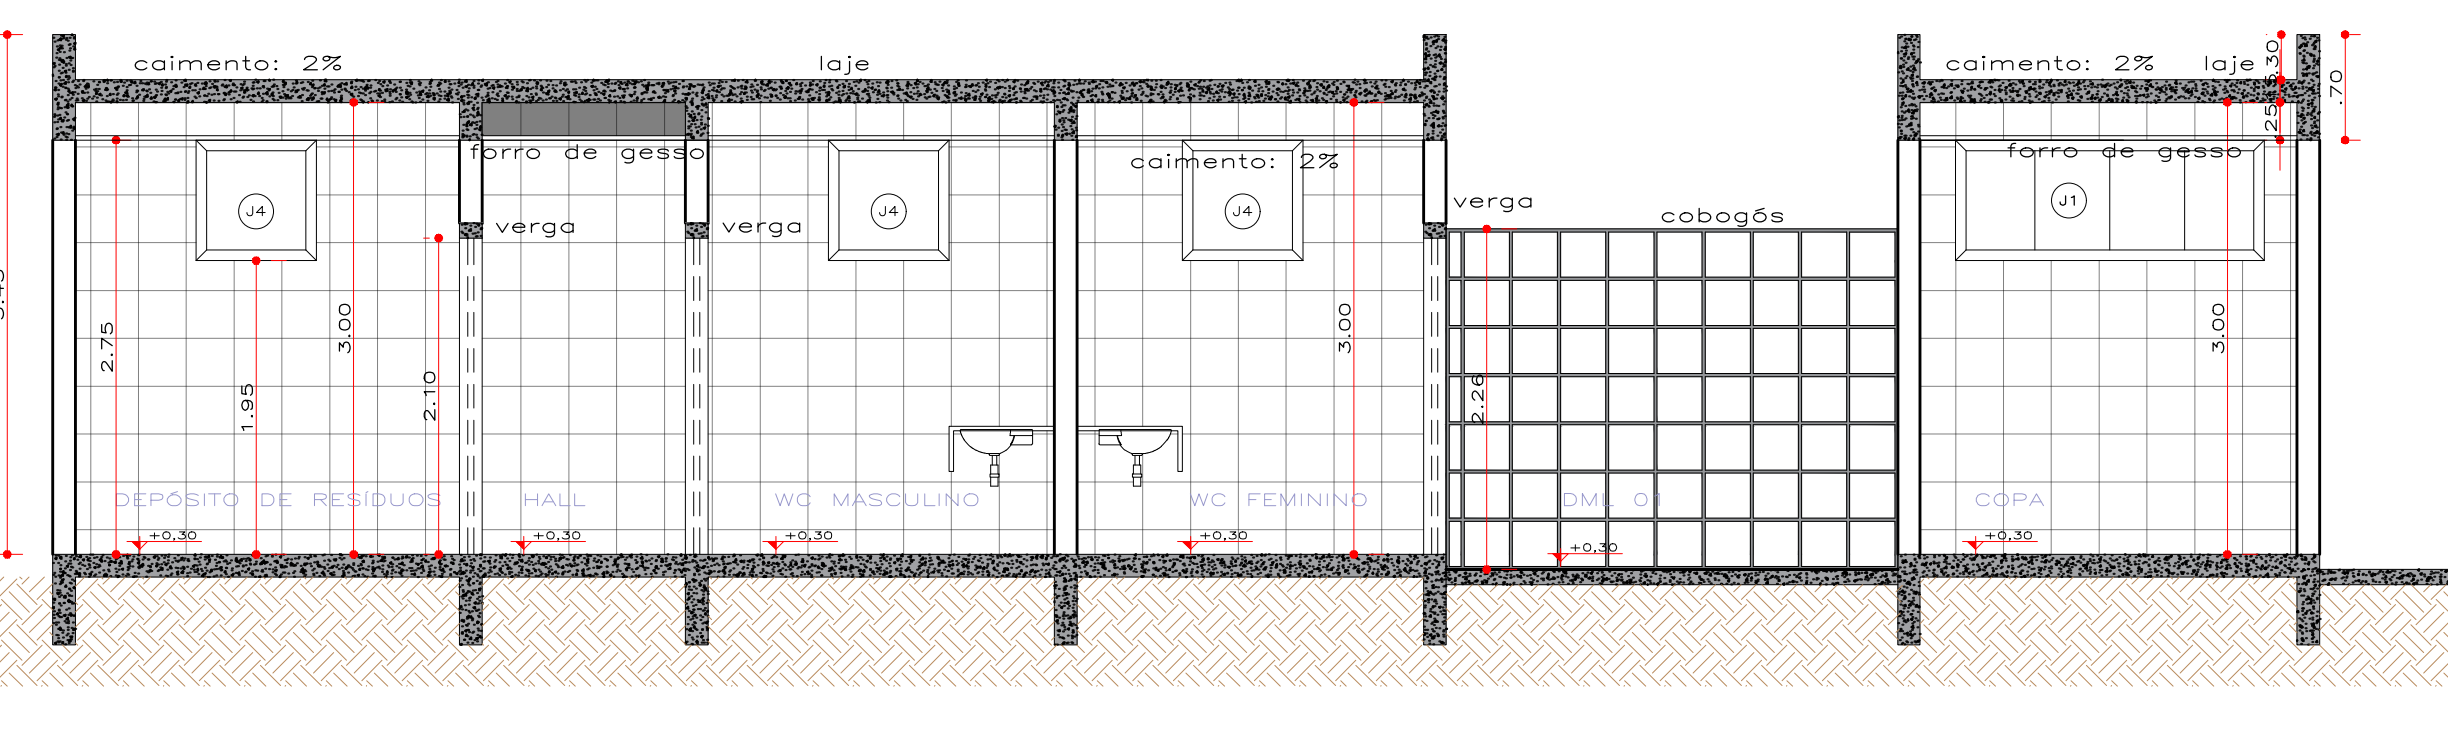 caimento: 2%
laje
caimento: 2%
laje
.30
.25
.70
forro de gesso
caimento: 2%
forro de gesso
J4
J4
J4
J1
verga
verga
verga
cobogós
2.75
1.95
3.00
2.10
3.00
2.26
3.00
DEPÓSITO DE RESÍDUOS
HALL
WC MASCULINO
WC FEMININO
DML 01
COPA
+0,30
+0,30
+0,30
+0,30
+0,30
+0,30